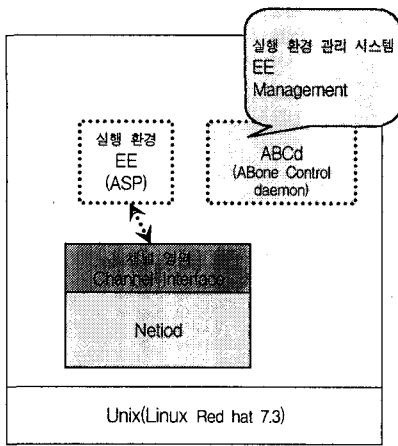 실행 환경 관리 시스템
EE
Management
실행 환경
EE
(ASP)
ABCd
(ABone Control
daemon)
채널 영역
Channel Interface
Netiod
Unix(Linux Red hat 7.3)